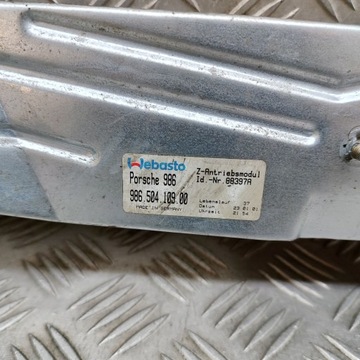 Webasto
Porsche 986
986.504.109.00
MADE IN GERMANY
Z-Antriebsmodul
Id.-Nr. 88397A
Lebenslauf 37
Datum 23.01.01
Uhrzeit 21:54